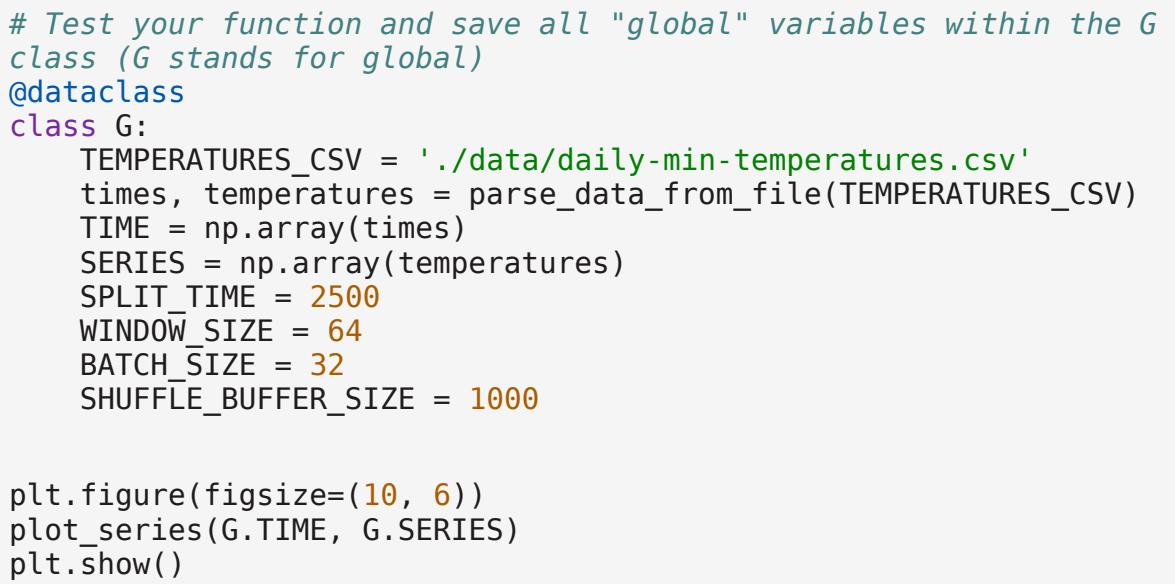 # Test your function and save all "global" variables within the G
class (G stands for global)
@dataclass
class G:
    TEMPERATURES_CSV = './data/daily-min-temperatures.csv'
    times, temperatures = parse_data_from_file(TEMPERATURES_CSV)
    TIME = np.array(times)
    SERIES = np.array(temperatures)
    SPLIT_TIME = 2500
    WINDOW_SIZE = 64
    BATCH_SIZE = 32
    SHUFFLE_BUFFER_SIZE = 1000
plt.figure(figsize=(10, 6))
plot_series(G.TIME, G.SERIES)
plt.show()